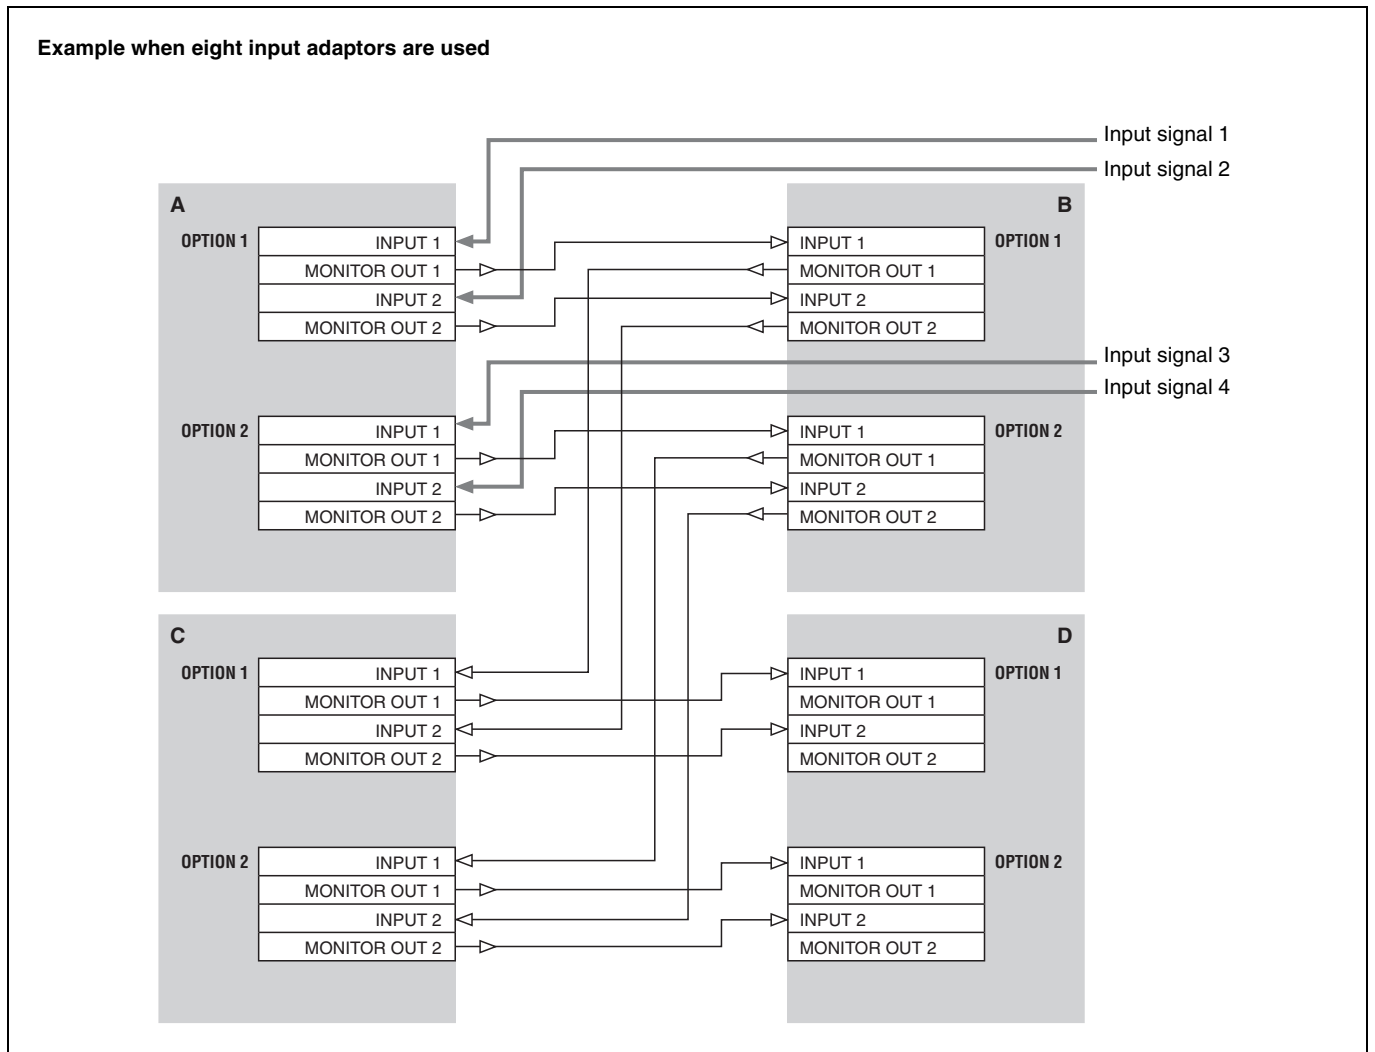 Example when eight input adaptors are used
Input signal 1
Input signal 2
A
OPTION 1
INPUT 1
MONITOR OUT 1
INPUT 2
MONITOR OUT 2
B
OPTION 1
INPUT 1
MONITOR OUT 1
INPUT 2
MONITOR OUT 2
Input signal 3
Input signal 4
OPTION 2
INPUT 1
MONITOR OUT 1
INPUT 2
MONITOR OUT 2
OPTION 2
INPUT 1
MONITOR OUT 1
INPUT 2
MONITOR OUT 2
C
OPTION 1
INPUT 1
MONITOR OUT 1
INPUT 2
MONITOR OUT 2
D
OPTION 1
INPUT 1
MONITOR OUT 1
INPUT 2
MONITOR OUT 2
OPTION 2
INPUT 1
MONITOR OUT 1
INPUT 2
MONITOR OUT 2
OPTION 2
INPUT 1
MONITOR OUT 1
INPUT 2
MONITOR OUT 2